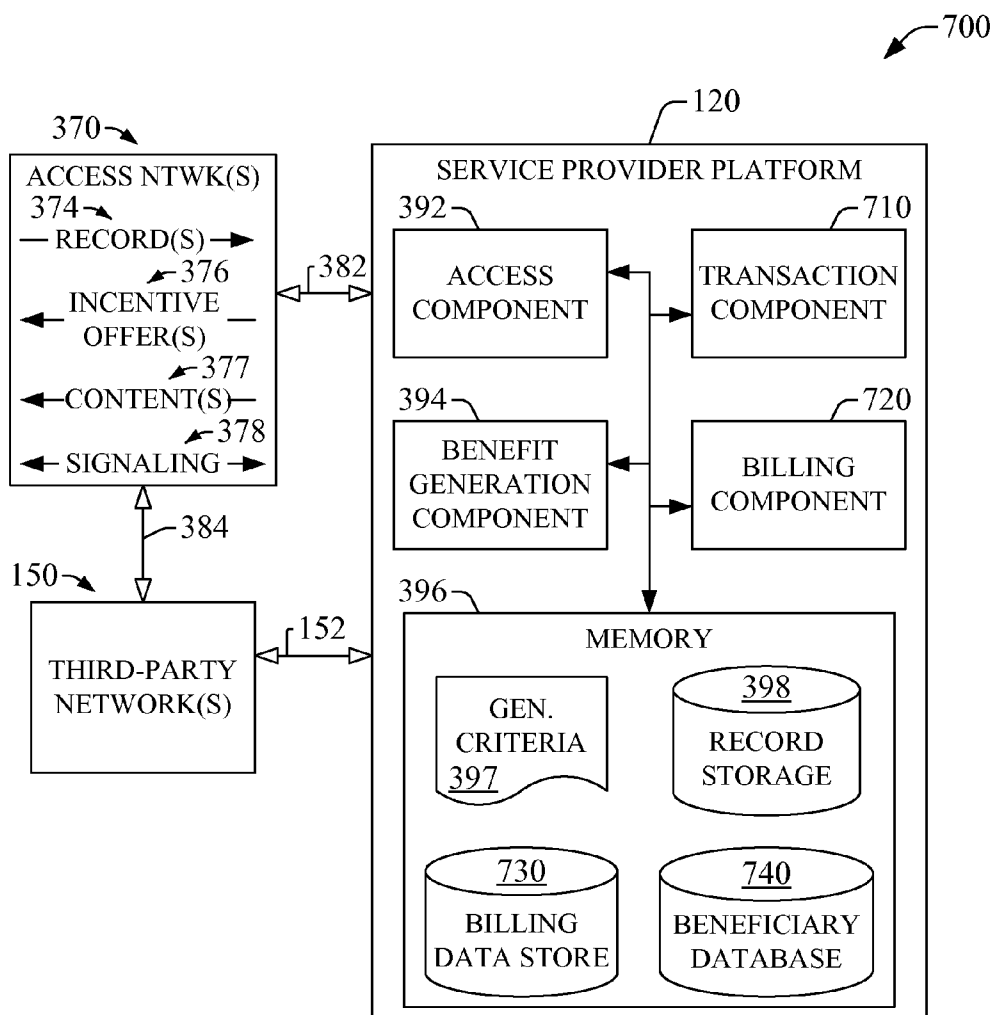 700
120
370
ACCESS NTWK(S)
374
RECORD(S)
376
INCENTIVE
OFFER(S)
377
CONTENT(S)
378
SIGNALING
382
384
150
THIRD-PARTY
NETWORK(S)
152
SERVICE PROVIDER PLATFORM
392
ACCESS
COMPONENT
710
TRANSACTION
COMPONENT
394
BENEFIT
GENERATION
COMPONENT
720
BILLING
COMPONENT
396
MEMORY
GEN.
CRITERIA
397
398
RECORD
STORAGE
730
BILLING
DATA STORE
740
BENEFICIARY
DATABASE